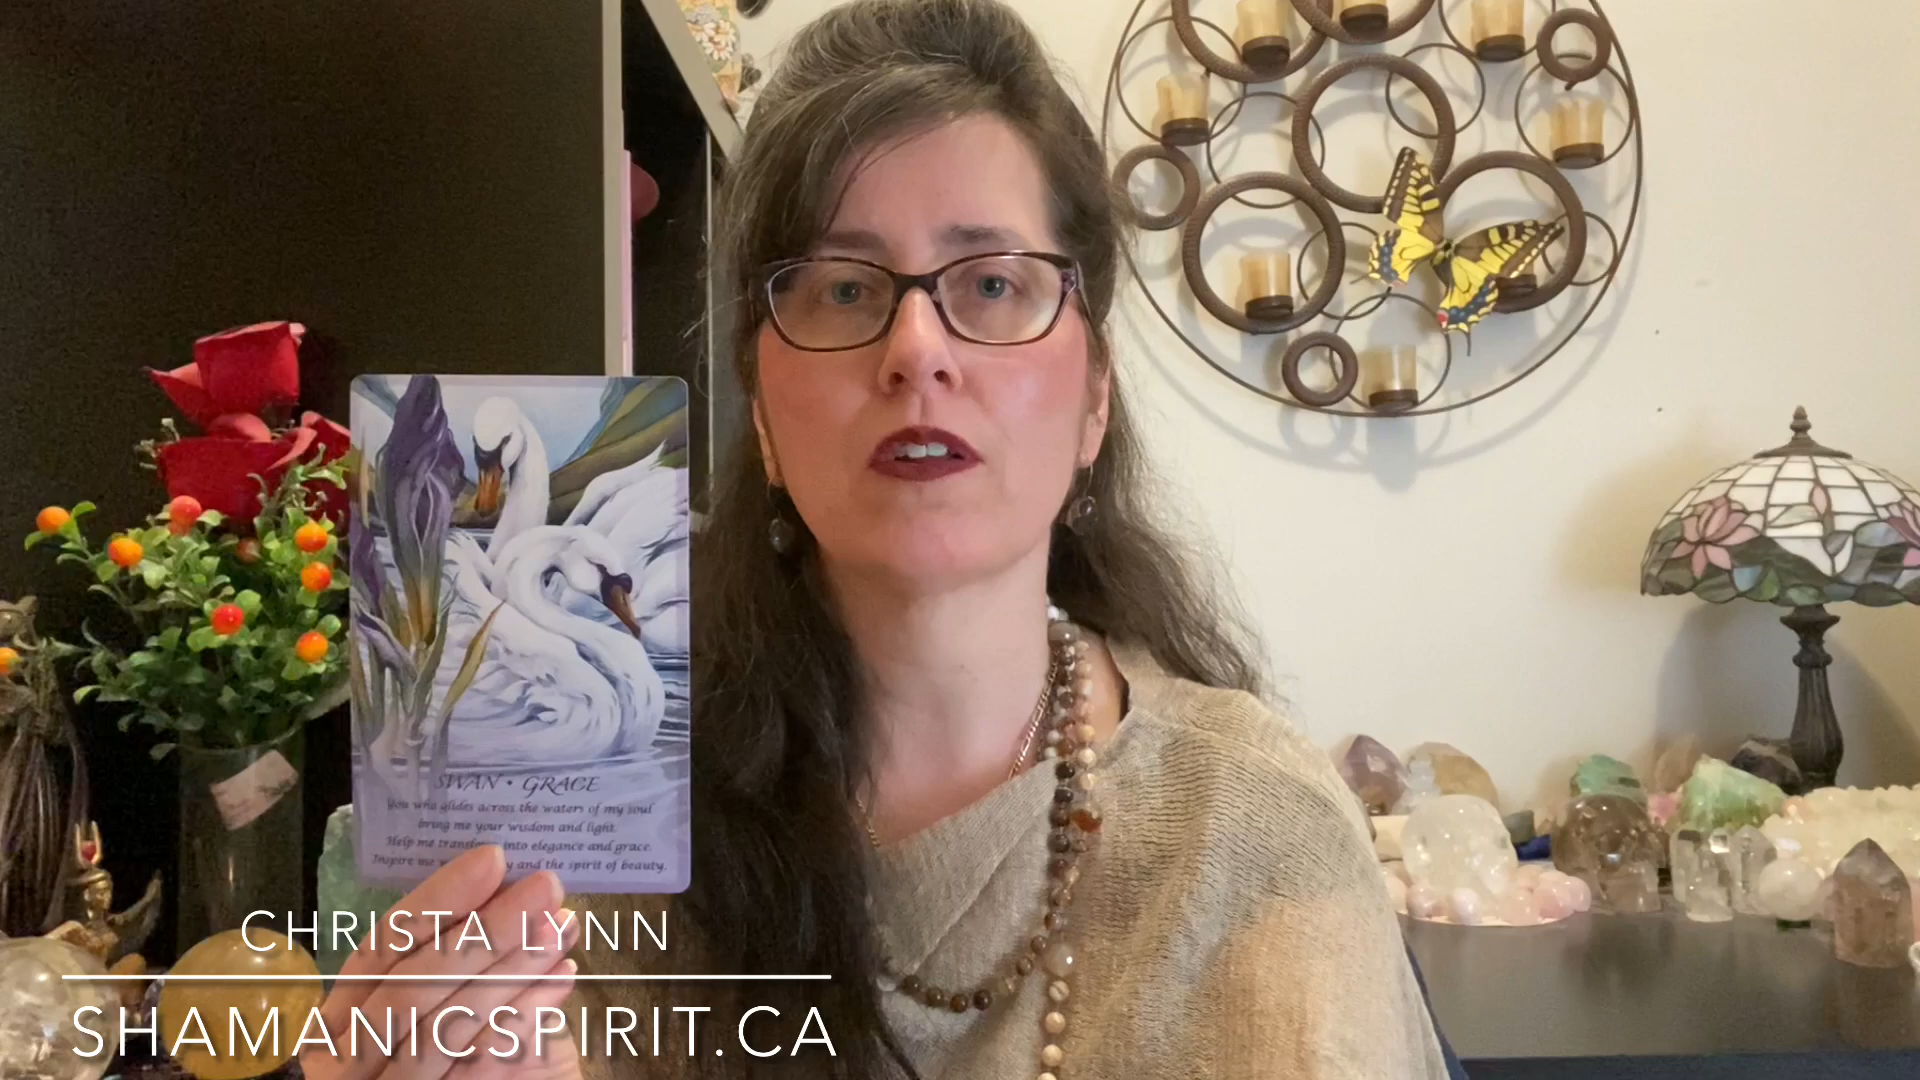 SWAN • GRACE
You who glides across the waters of my soul
bring me your wisdom and light.
Help me transform into elegance and grace.
Inspire me y and the spirit of beauty.
CHRISTA LYNN
SHAMANICSPIRIT.CA